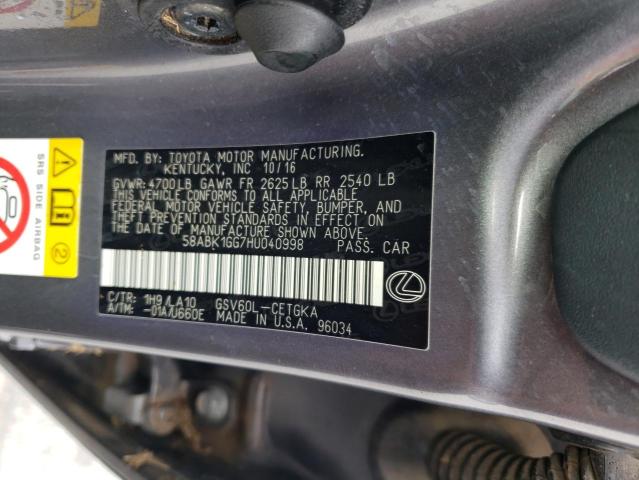 MFD. BY: TOYOTA MOTOR MANUFACTURING.
KENTUCKY, INC 10/16
GVWR: 4700LB GAWR FR 2625LB RR 2540 LB
THIS VEHICLE CONFORMS TO ALL APPLICABLE
FEDERAL MOTOR VEHICLE SAFETY, BUMPER, AND
THEFT PREVENTION STANDARDS IN EFFECT ON
THE DATE OF MANUFACTURE SHOWN ABOVE.
58ABK1GG7HU040998 PASS. CAR
C/TR: 1H9/LA10 GSV60L-CETGKA
A/TM: -01A/U660E MADE IN U.S.A. 96034
SRS SIDE AIRBAG
2